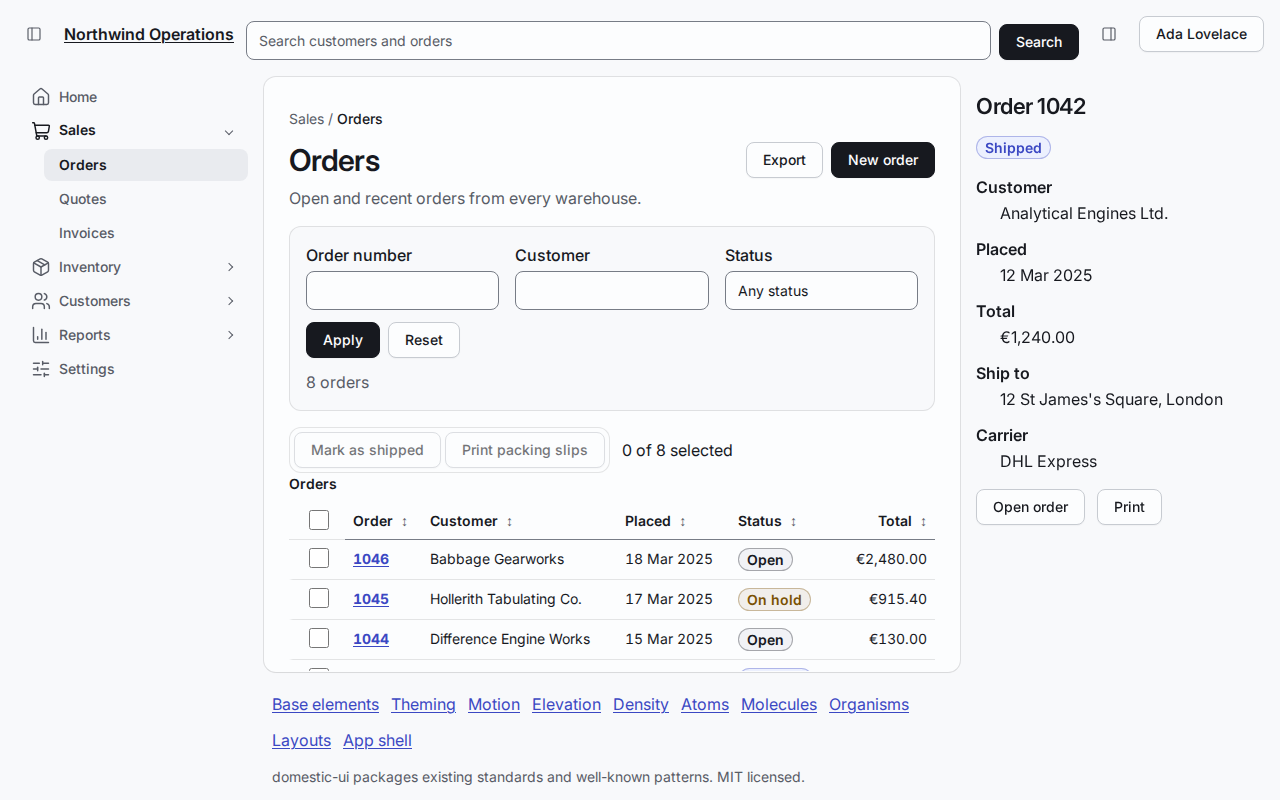 Northwind Operations
Search customers and orders
Search
Ada Lovelace
Home
Sales
Orders
Quotes
Invoices
Inventory
Customers
Reports
Settings
Sales / Orders
Orders
Export
New order
Open and recent orders from every warehouse.
Order number
Customer
Status
Any status
Apply
Reset
8 orders
Mark as shipped
Print packing slips
0 of 8 selected
Orders
Order ↕ Customer ↕ Placed ↕ Status ↕ Total ↕
1046 Babbage Gearworks 18 Mar 2025 Open €2,480.00
1045 Hollerith Tabulating Co. 17 Mar 2025 On hold €915.40
1044 Difference Engine Works 15 Mar 2025 Open €130.00
Order 1042
Shipped
Customer
Analytical Engines Ltd.
Placed
12 Mar 2025
Total
€1,240.00
Ship to
12 St James's Square, London
Carrier
DHL Express
Open order
Print
Base elements Theming Motion Elevation Density Atoms Molecules Organisms
Layouts App shell
domestic-ui packages existing standards and well-known patterns. MIT licensed.